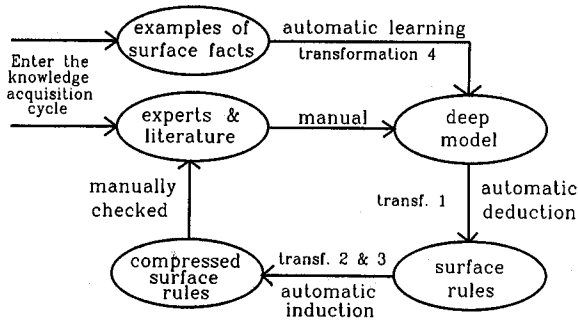 examples of
surface facts
automatic learning
transformation 4
Enter the
knowledge
acquisition
cycle
experts &
literature
manual
deep
model
manually
checked
transf. 1
automatic
deduction
compressed
surface
rules
transf. 2 & 3
automatic
induction
surface
rules